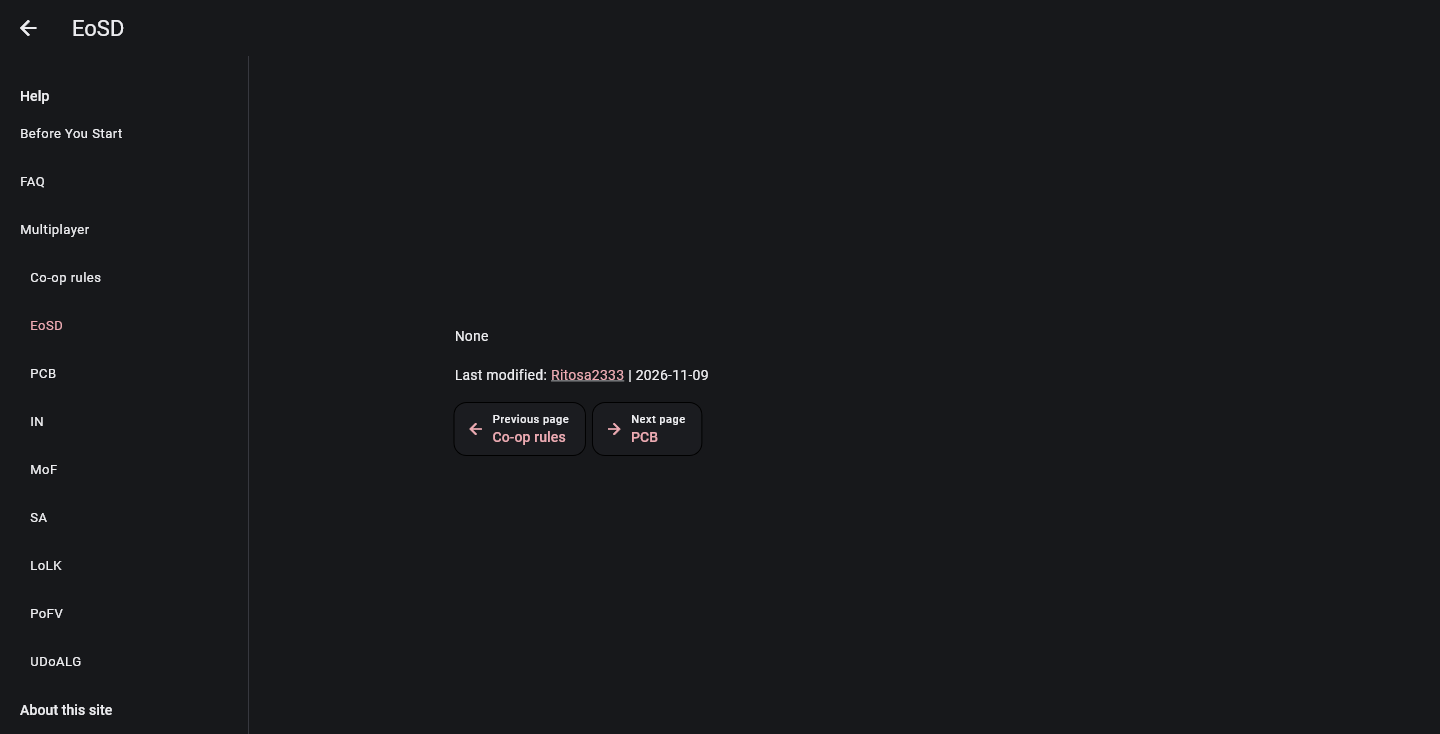 EoSD
Help
Before You Start
FAQ
Multiplayer
Co-op rules
EoSD
PCB
IN
MoF
SA
LoLK
PoFV
UDoALG
About this site
None
Last modified: Ritosa2333 | 2026-11-09
Previous page
Co-op rules
Next page
PCB